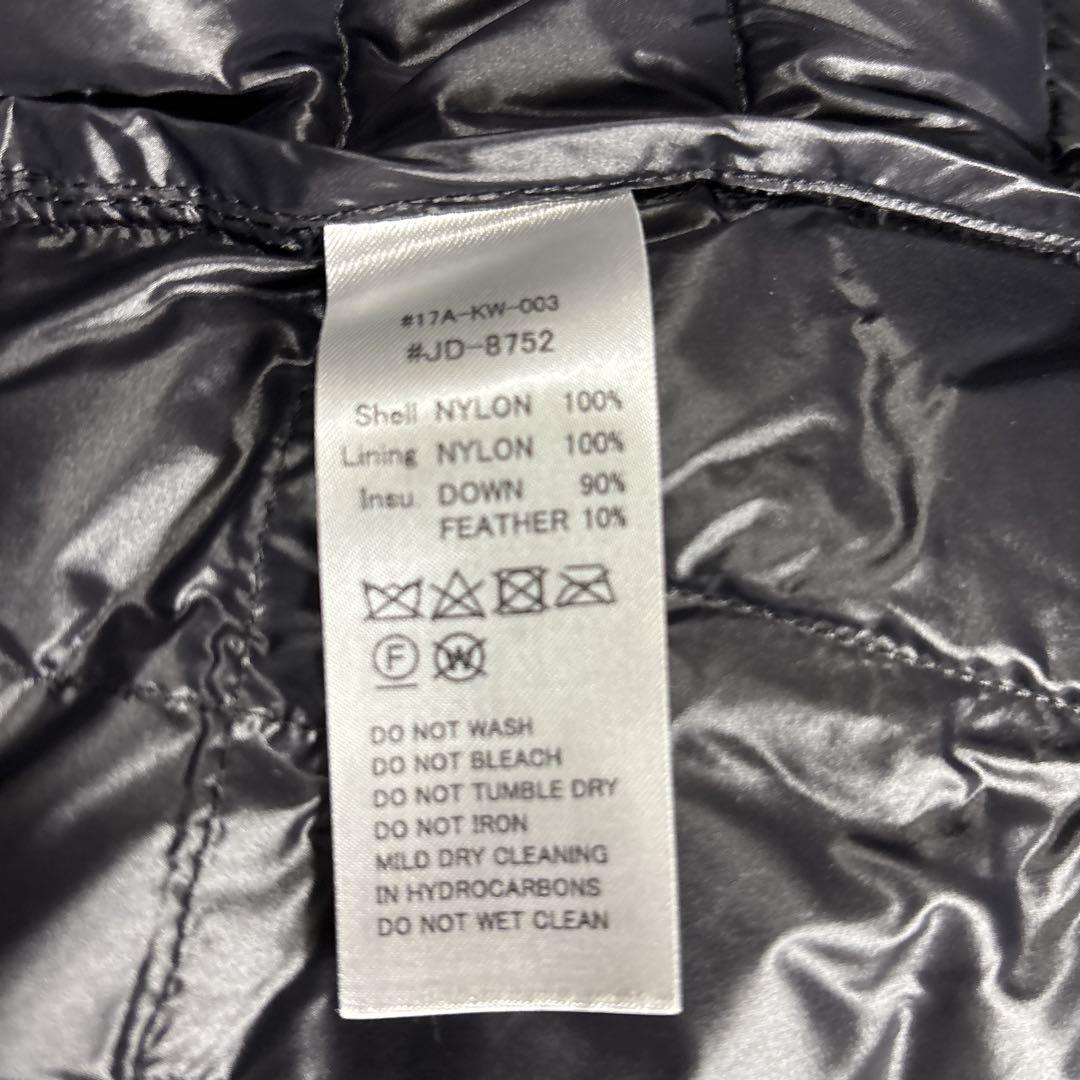 #17A-KW-003
#JD-8752
Shell NYLON 100%
Lining NYLON 100%
Insu. DOWN 90%
FEATHER 10%
F W
DO NOT WASH
DO NOT BLEACH
DO NOT TUMBLE DRY
DO NOT IRON
MILD DRY CLEANING
IN HYDROCARBONS
DO NOT WET CLEAN